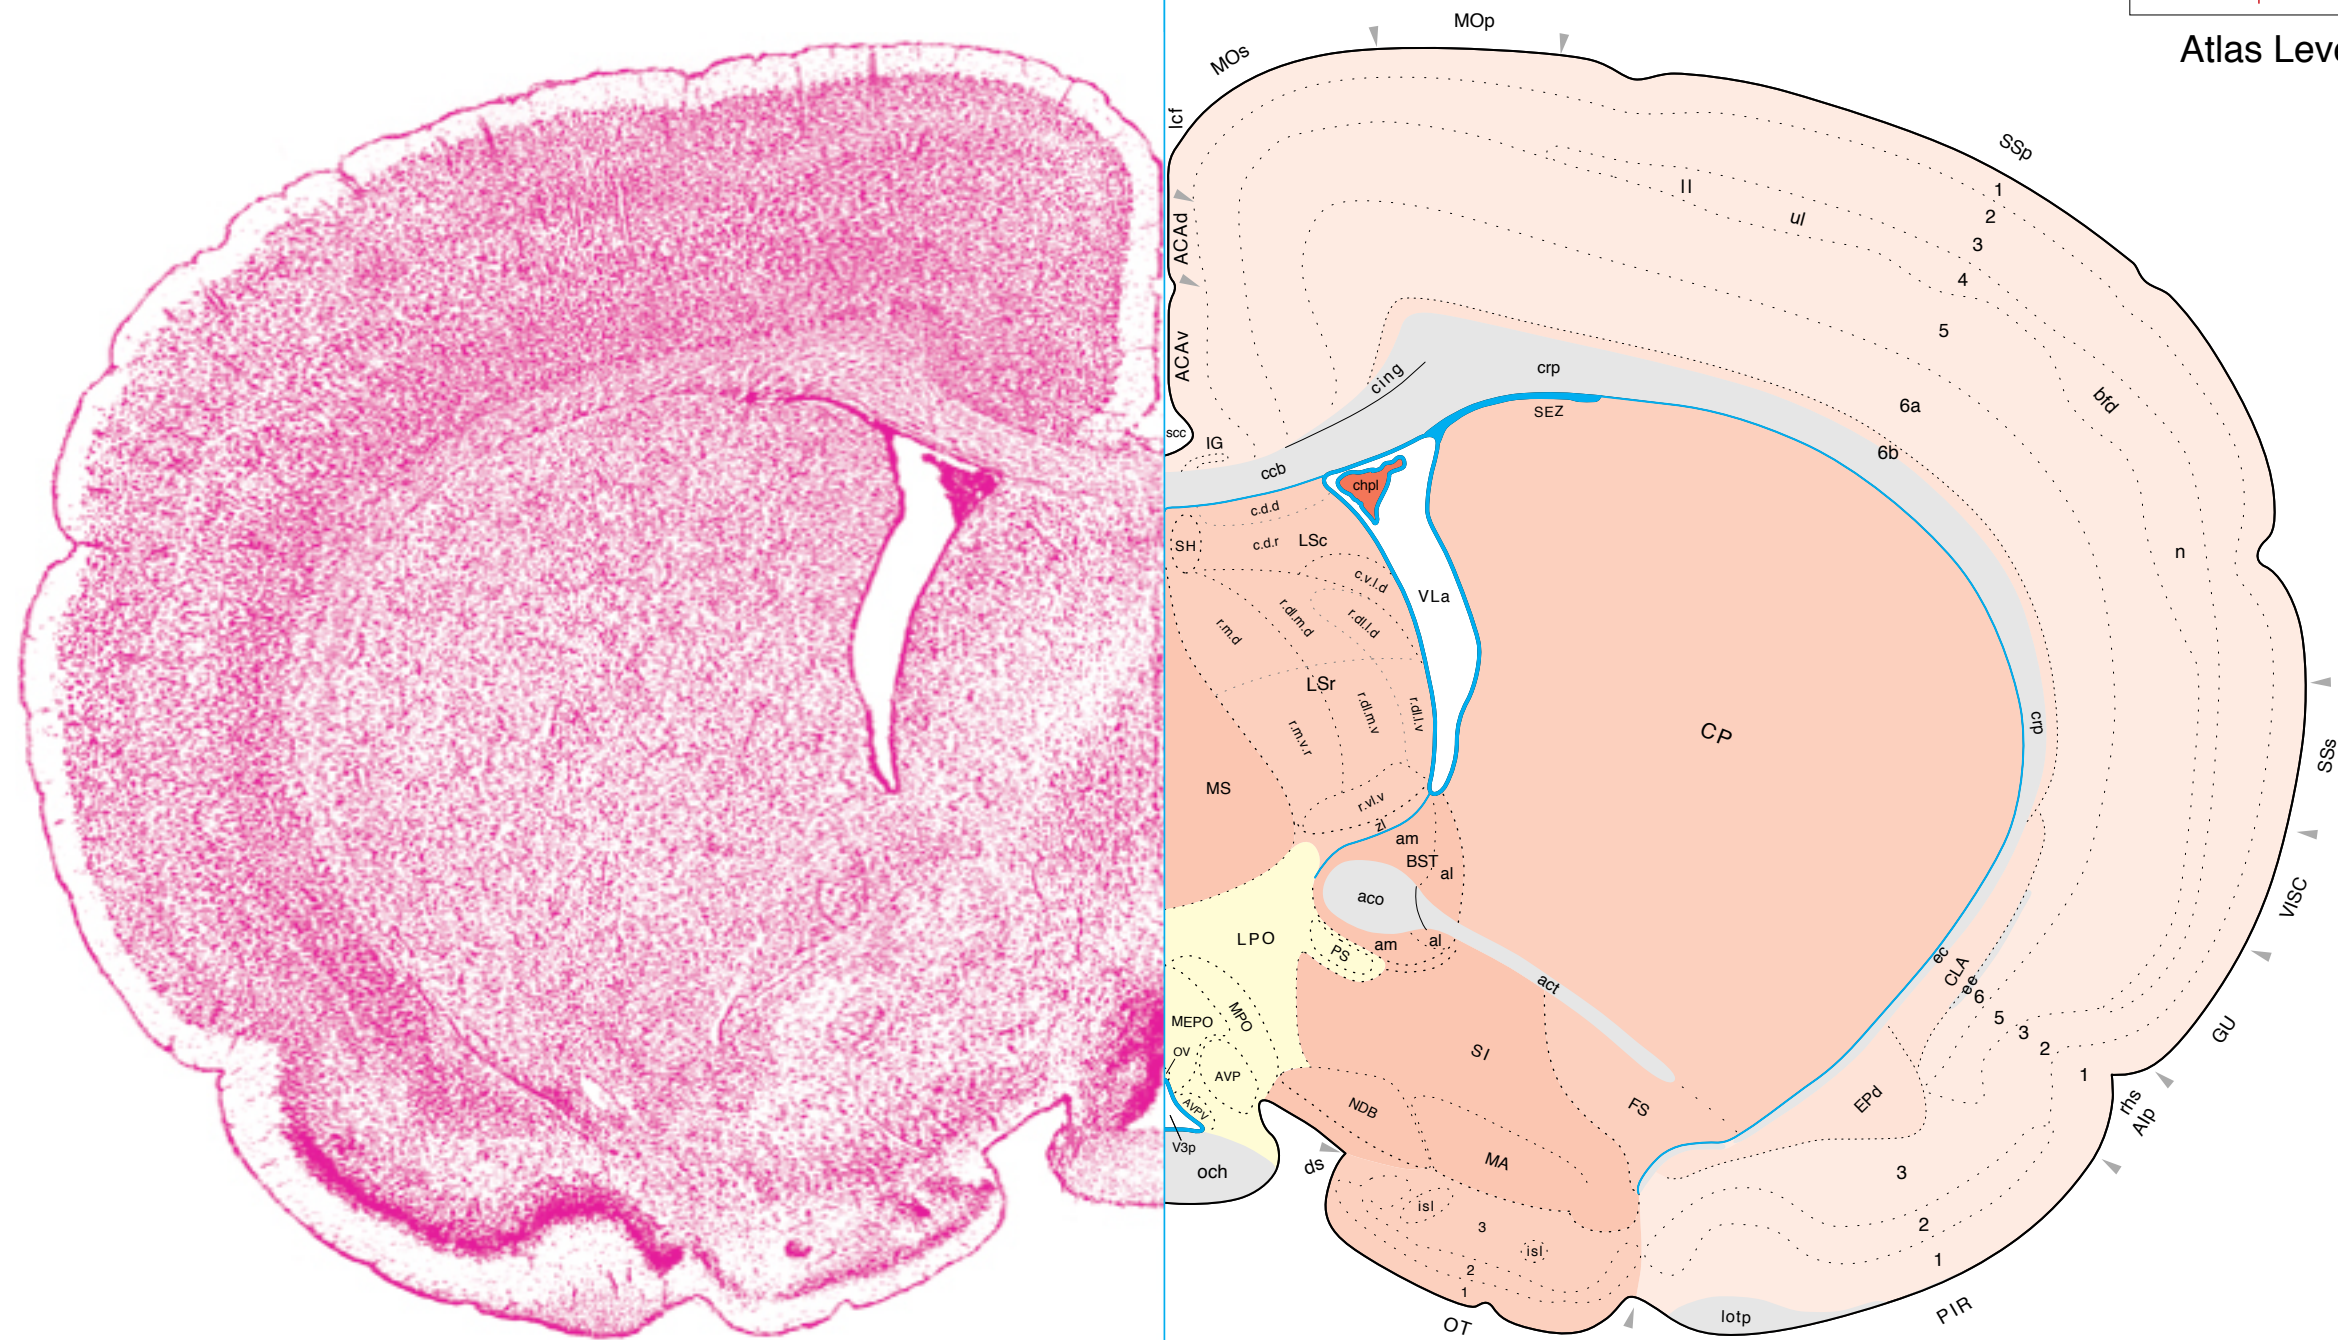 MOp
MOs
Atlas Leve
lcf
SSp
1
ll
2
ul
ACAd
3
4
5
ACAv
crp
cing
bfd
6a
SEZ
scc
IG
6b
ccb
chpl
c.d.d
SH
c.d.r
LSc
n
c.v.l.d
VLa
r.m.d
r.dl.m.d
r.dl.l.d
LSr
r.dl.m.v
r.dl.l.v
crp
r.m.v.r
CP
SSs
MS
r.vl.v
zl
am
BST
al
aco
VISC
LPO
al
am
PS
ec
CLA
ee
act
6
MEPO
MPO
5
3
GU
2
OV
SI
AVP
1
AVPV
NDB
FS
EPd
rhs
AIp
V3p
och
ds
MA
3
isl
3
2
isl
1
2
1
lotp
PIR
OT